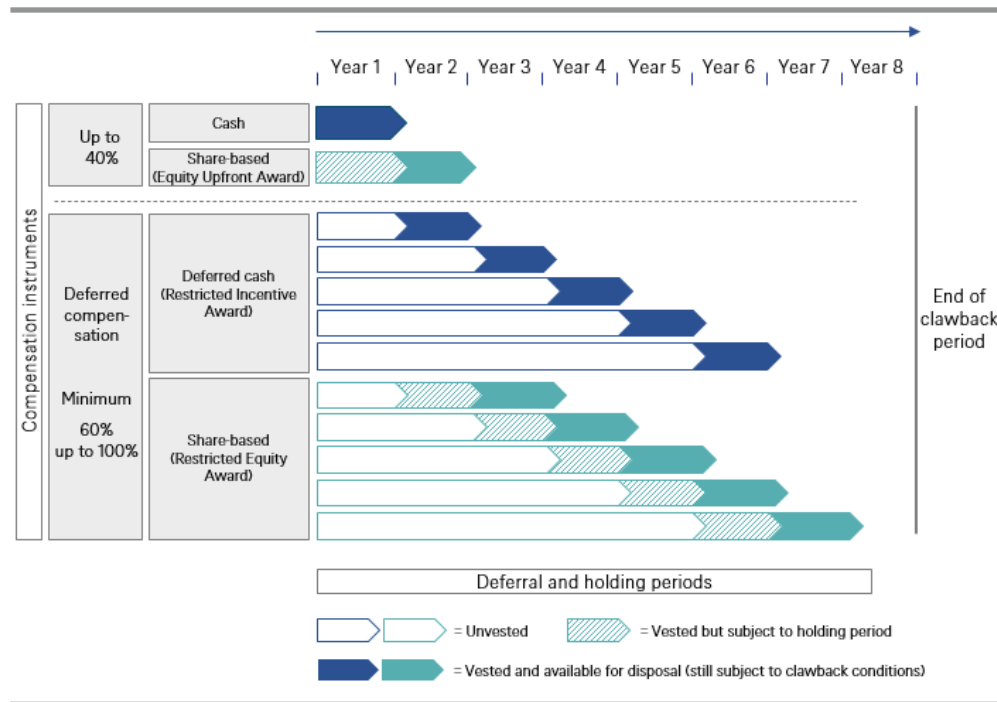 Year 1 Year 2 Year 3 Year 4 Year 5 Year 6 Year 7 Year 8
Compensation instruments
Up to
40%
Cash
Share-based
(Equity Upfront Award)
Deferred
compen-
sation
Minimum
60%
up to 100%
Deferred cash
(Restricted Incentive
Award)
Share-based
(Restricted Equity
Award)
End of
clawback
period
Deferral and holding periods
= Unvested
= Vested but subject to holding period
= Vested and available for disposal (still subject to clawback conditions)